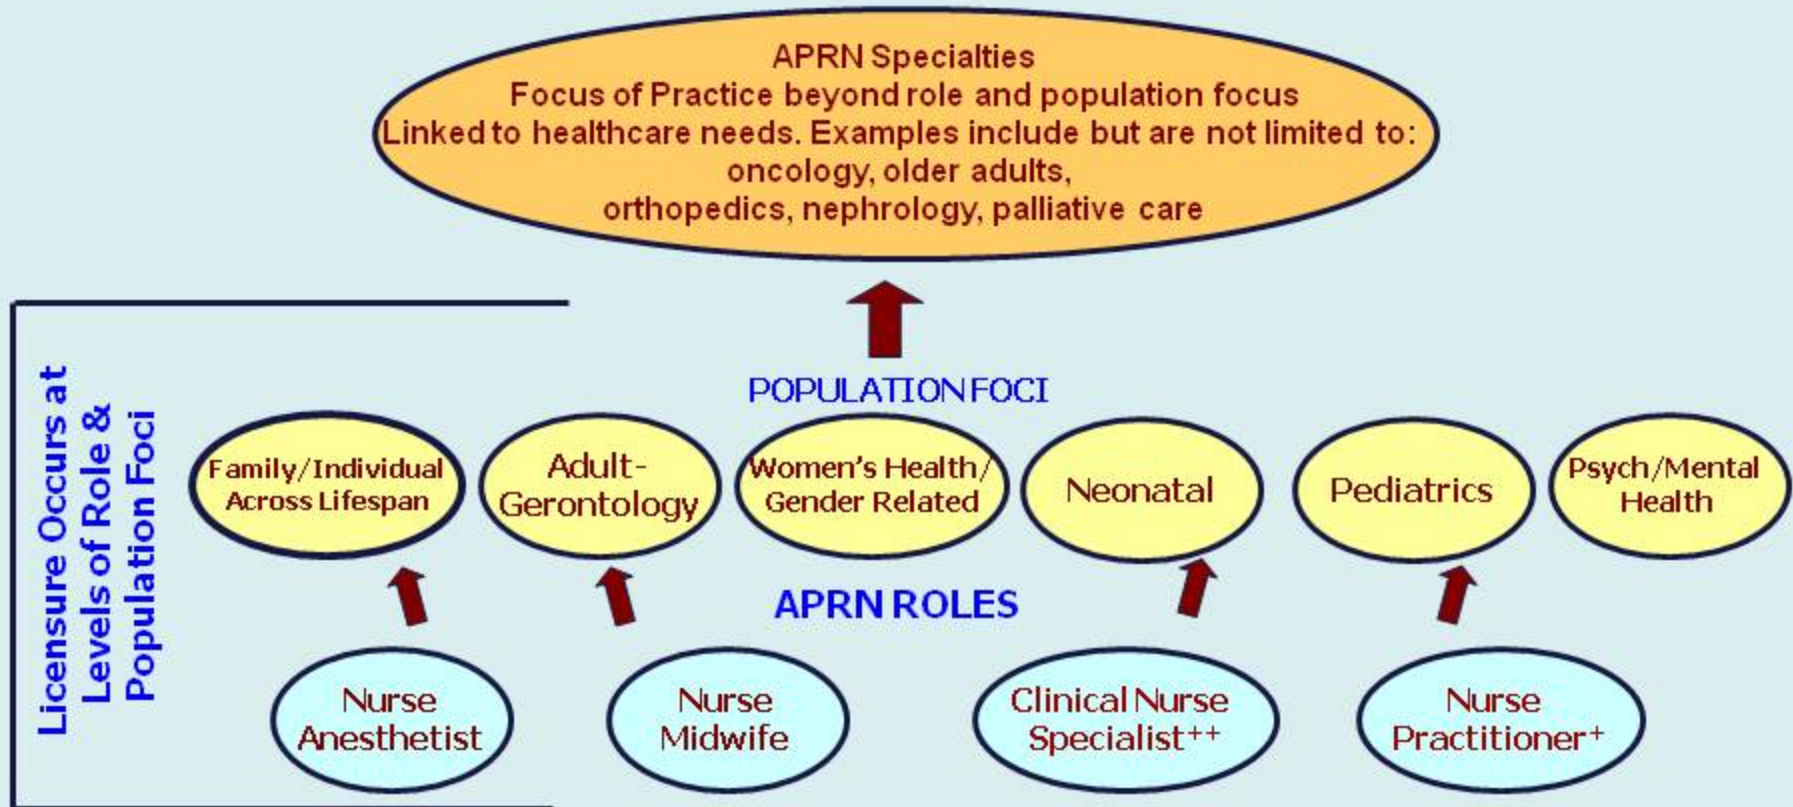 APRN Specialties
Focus of Practice beyond role and population focus
Linked to healthcare needs. Examples include but are not limited to:
oncology, older adults,
orthopedics, nephrology, palliative care
Licensure Occurs at
Levels of Role &
Population Foci
POPULATION FOCI
Family/Individual
Across Lifespan
Adult-
Gerontology
Women's Health/
Gender Related
Neonatal
Pediatrics
Psych/Mental
Health
APRN ROLES
Nurse
Anesthetist
Nurse
Midwife
Clinical Nurse
Specialist⁺⁺
Nurse
Practitioner⁺